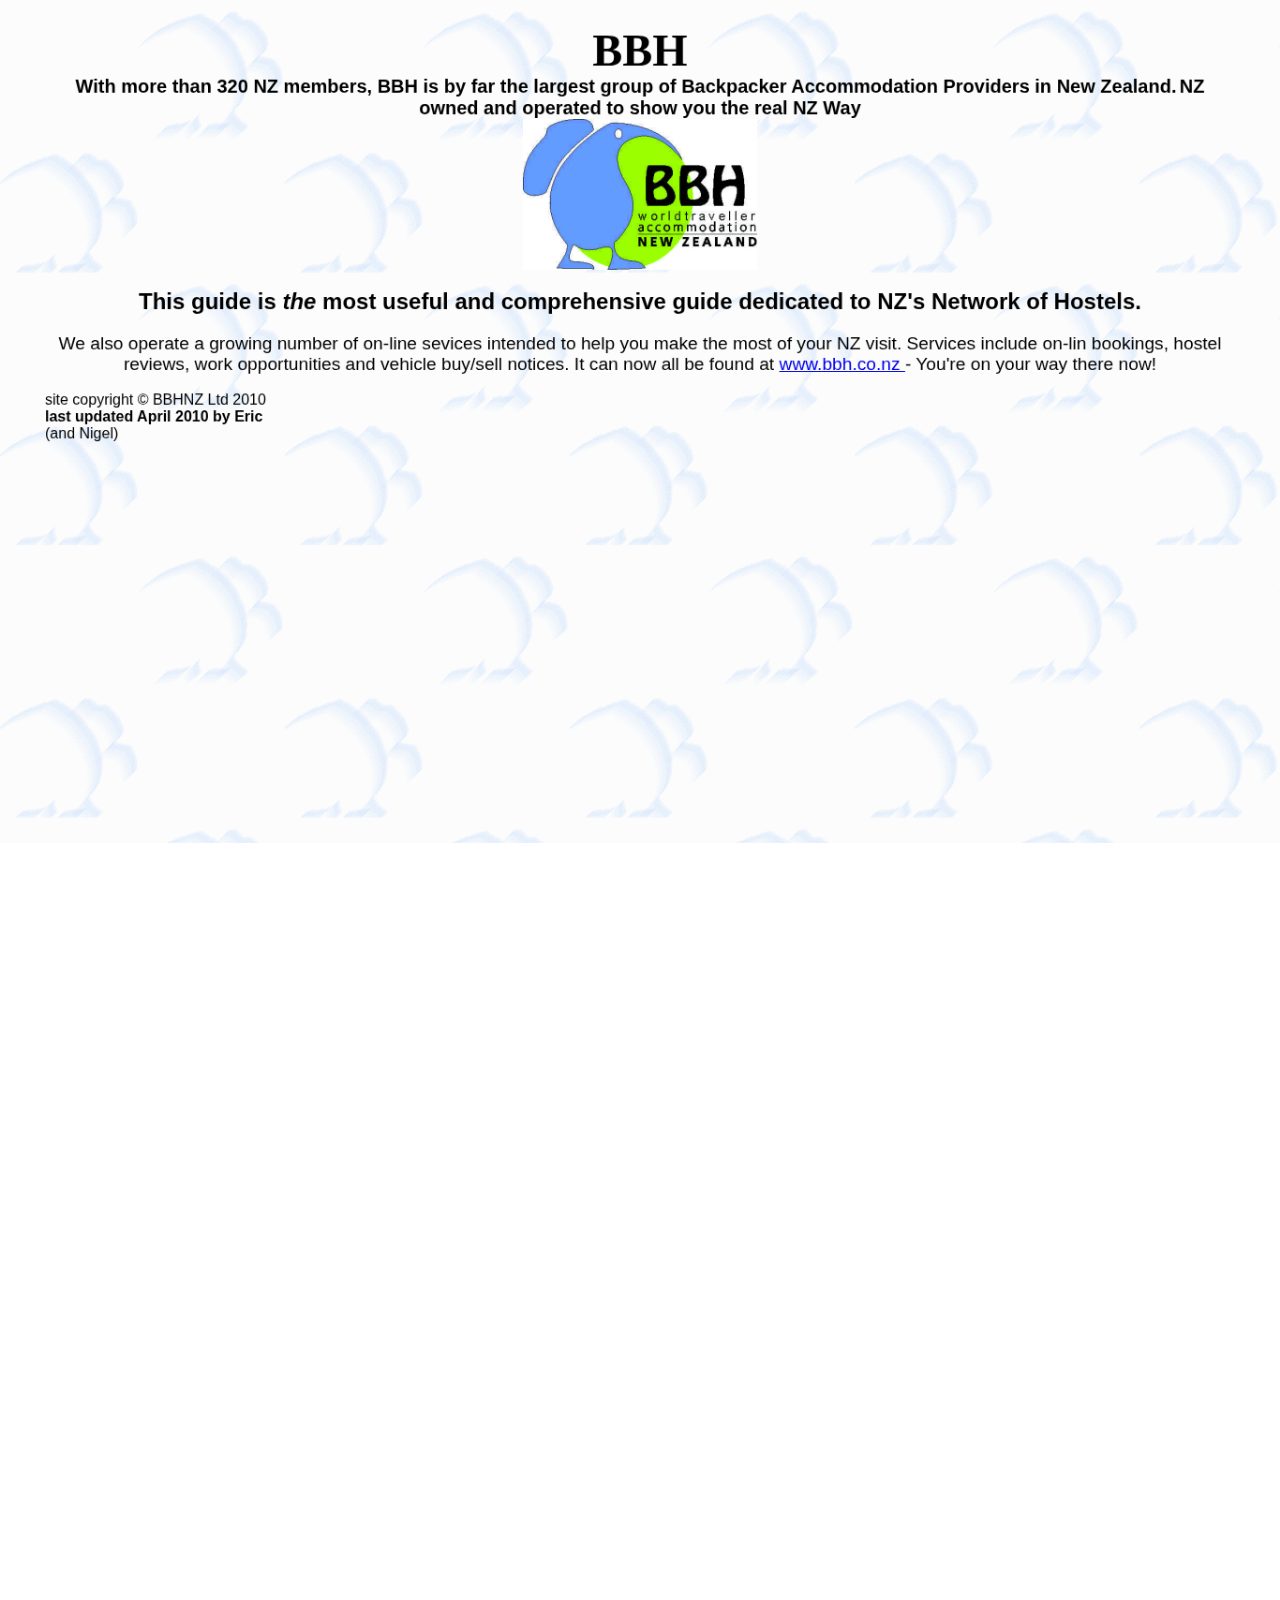 BBH
With more than 320 NZ members, BBH is by far the largest group of Backpacker Accommodation Providers in New Zealand. NZ
owned and operated to show you the real NZ Way
BBH
worldtraveller
accommodation
NEW ZEALAND
This guide is the most useful and comprehensive guide dedicated to NZ's Network of Hostels.
We also operate a growing number of on-line sevices intended to help you make the most of your NZ visit. Services include on-lin bookings, hostel
reviews, work opportunities and vehicle buy/sell notices. It can now all be found at www.bbh.co.nz - You're on your way there now!
site copyright © BBHNZ Ltd 2010
last updated April 2010 by Eric
(and Nigel)